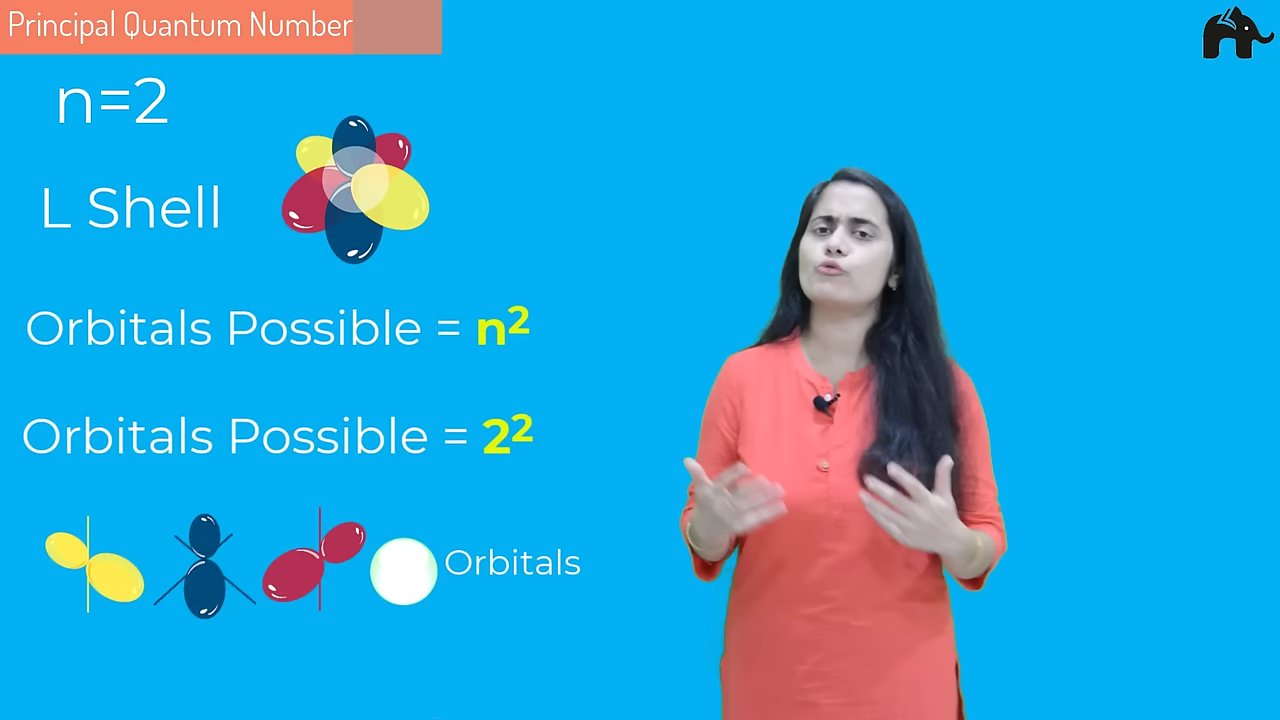 Principal Quantum Number
n=2
L Shell
Orbitals Possible = n²
Orbitals Possible = 2²
Orbitals